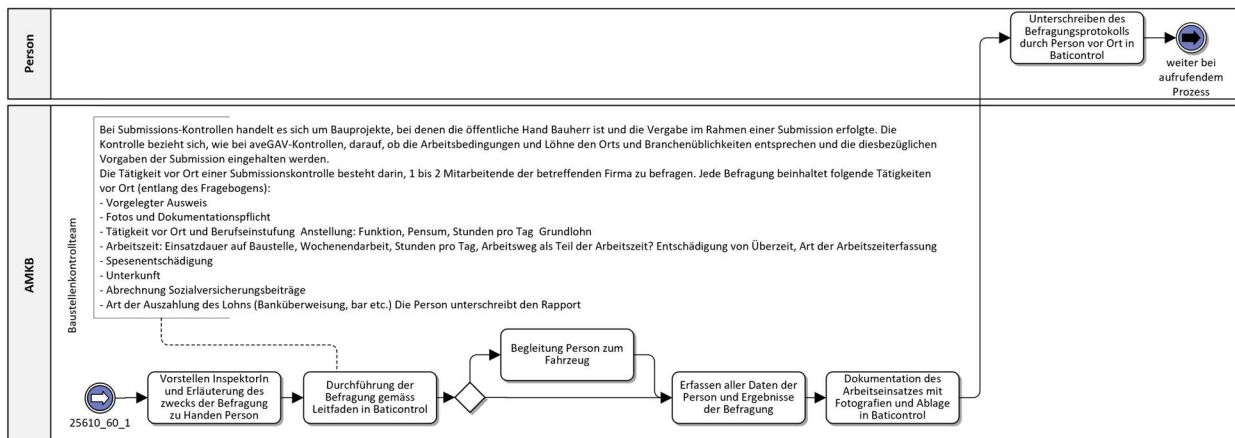 Person
Unterschreiben des
Befragungsprotokolls
durch Person vor Ort in
Baticontrol
weiter bei
aufrufendem
Prozess
AMKB
Baustellenkontrollteam
Bei Submissions-Kontrollen handelt es sich um Bauprojekte, bei denen die öffentliche Hand Bauherr ist und die Vergabe im Rahmen einer Submission erfolgte. Die
Kontrolle bezieht sich, wie bei aveGAV-Kontrollen, darauf, ob die Arbeitsbedingungen und Löhne den Orts und Branchenüblichkeiten entsprechen und die diesbezüglichen
Vorgaben der Submission eingehalten werden.
Die Tätigkeit vor Ort einer Submissionskontrolle besteht darin, 1 bis 2 Mitarbeitende der betreffenden Firma zu befragen. Jede Befragung beinhaltet folgende Tätigkeiten
vor Ort (entlang des Fragebogens):
- Vorgelegter Ausweis
- Fotos und Dokumentationspflicht
- Tätigkeit vor Ort und Berufseinstufung Anstellung: Funktion, Pensum, Stunden pro Tag Grundlohn
- Arbeitszeit: Einsatzdauer auf Baustelle, Wochenendarbeit, Stunden pro Tag, Arbeitsweg als Teil der Arbeitszeit? Entschädigung von Überzeit, Art der Arbeitszeiterfassung
- Spesenentschädigung
- Unterkunft
- Abrechnung Sozialversicherungsbeiträge
- Art der Auszahlung des Lohns (Banküberweisung, bar etc.) Die Person unterschreibt den Rapport
25610_60_1
Vorstellen InspektorIn
und Erläuterung des
zwecks der Befragung
zu Handen Person
Durchführung der
Befragung gemäss
Leitfaden in Baticontrol
Begleitung Person zum
Fahrzeug
Erfassen aller Daten der
Person und Ergebnisse
der Befragung
Dokumentation des
Arbeitseinsatzes mit
Fotografien und Ablage
in Baticontrol